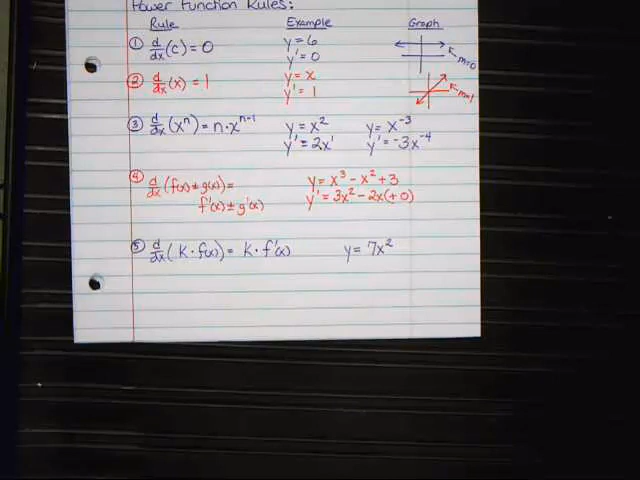 Power Function Rules:
Rule Example Graph
① d/dx (c) = 0 y = 6
y' = 0 m=0
② d/dx (x) = 1 y = x
y' = 1 m=1
③ d/dx (xⁿ) = n·xⁿ⁻¹ y = x² y = x⁻³
y' = 2x¹ y' = -3x⁻⁴
④ d/dx (f(x) ± g(x)) = y = x³ - x² + 3
f'(x) ± g'(x) y' = 3x² - 2x (+ 0)
⑤ d/dx (k · f(x)) = k · f'(x) y = 7x²